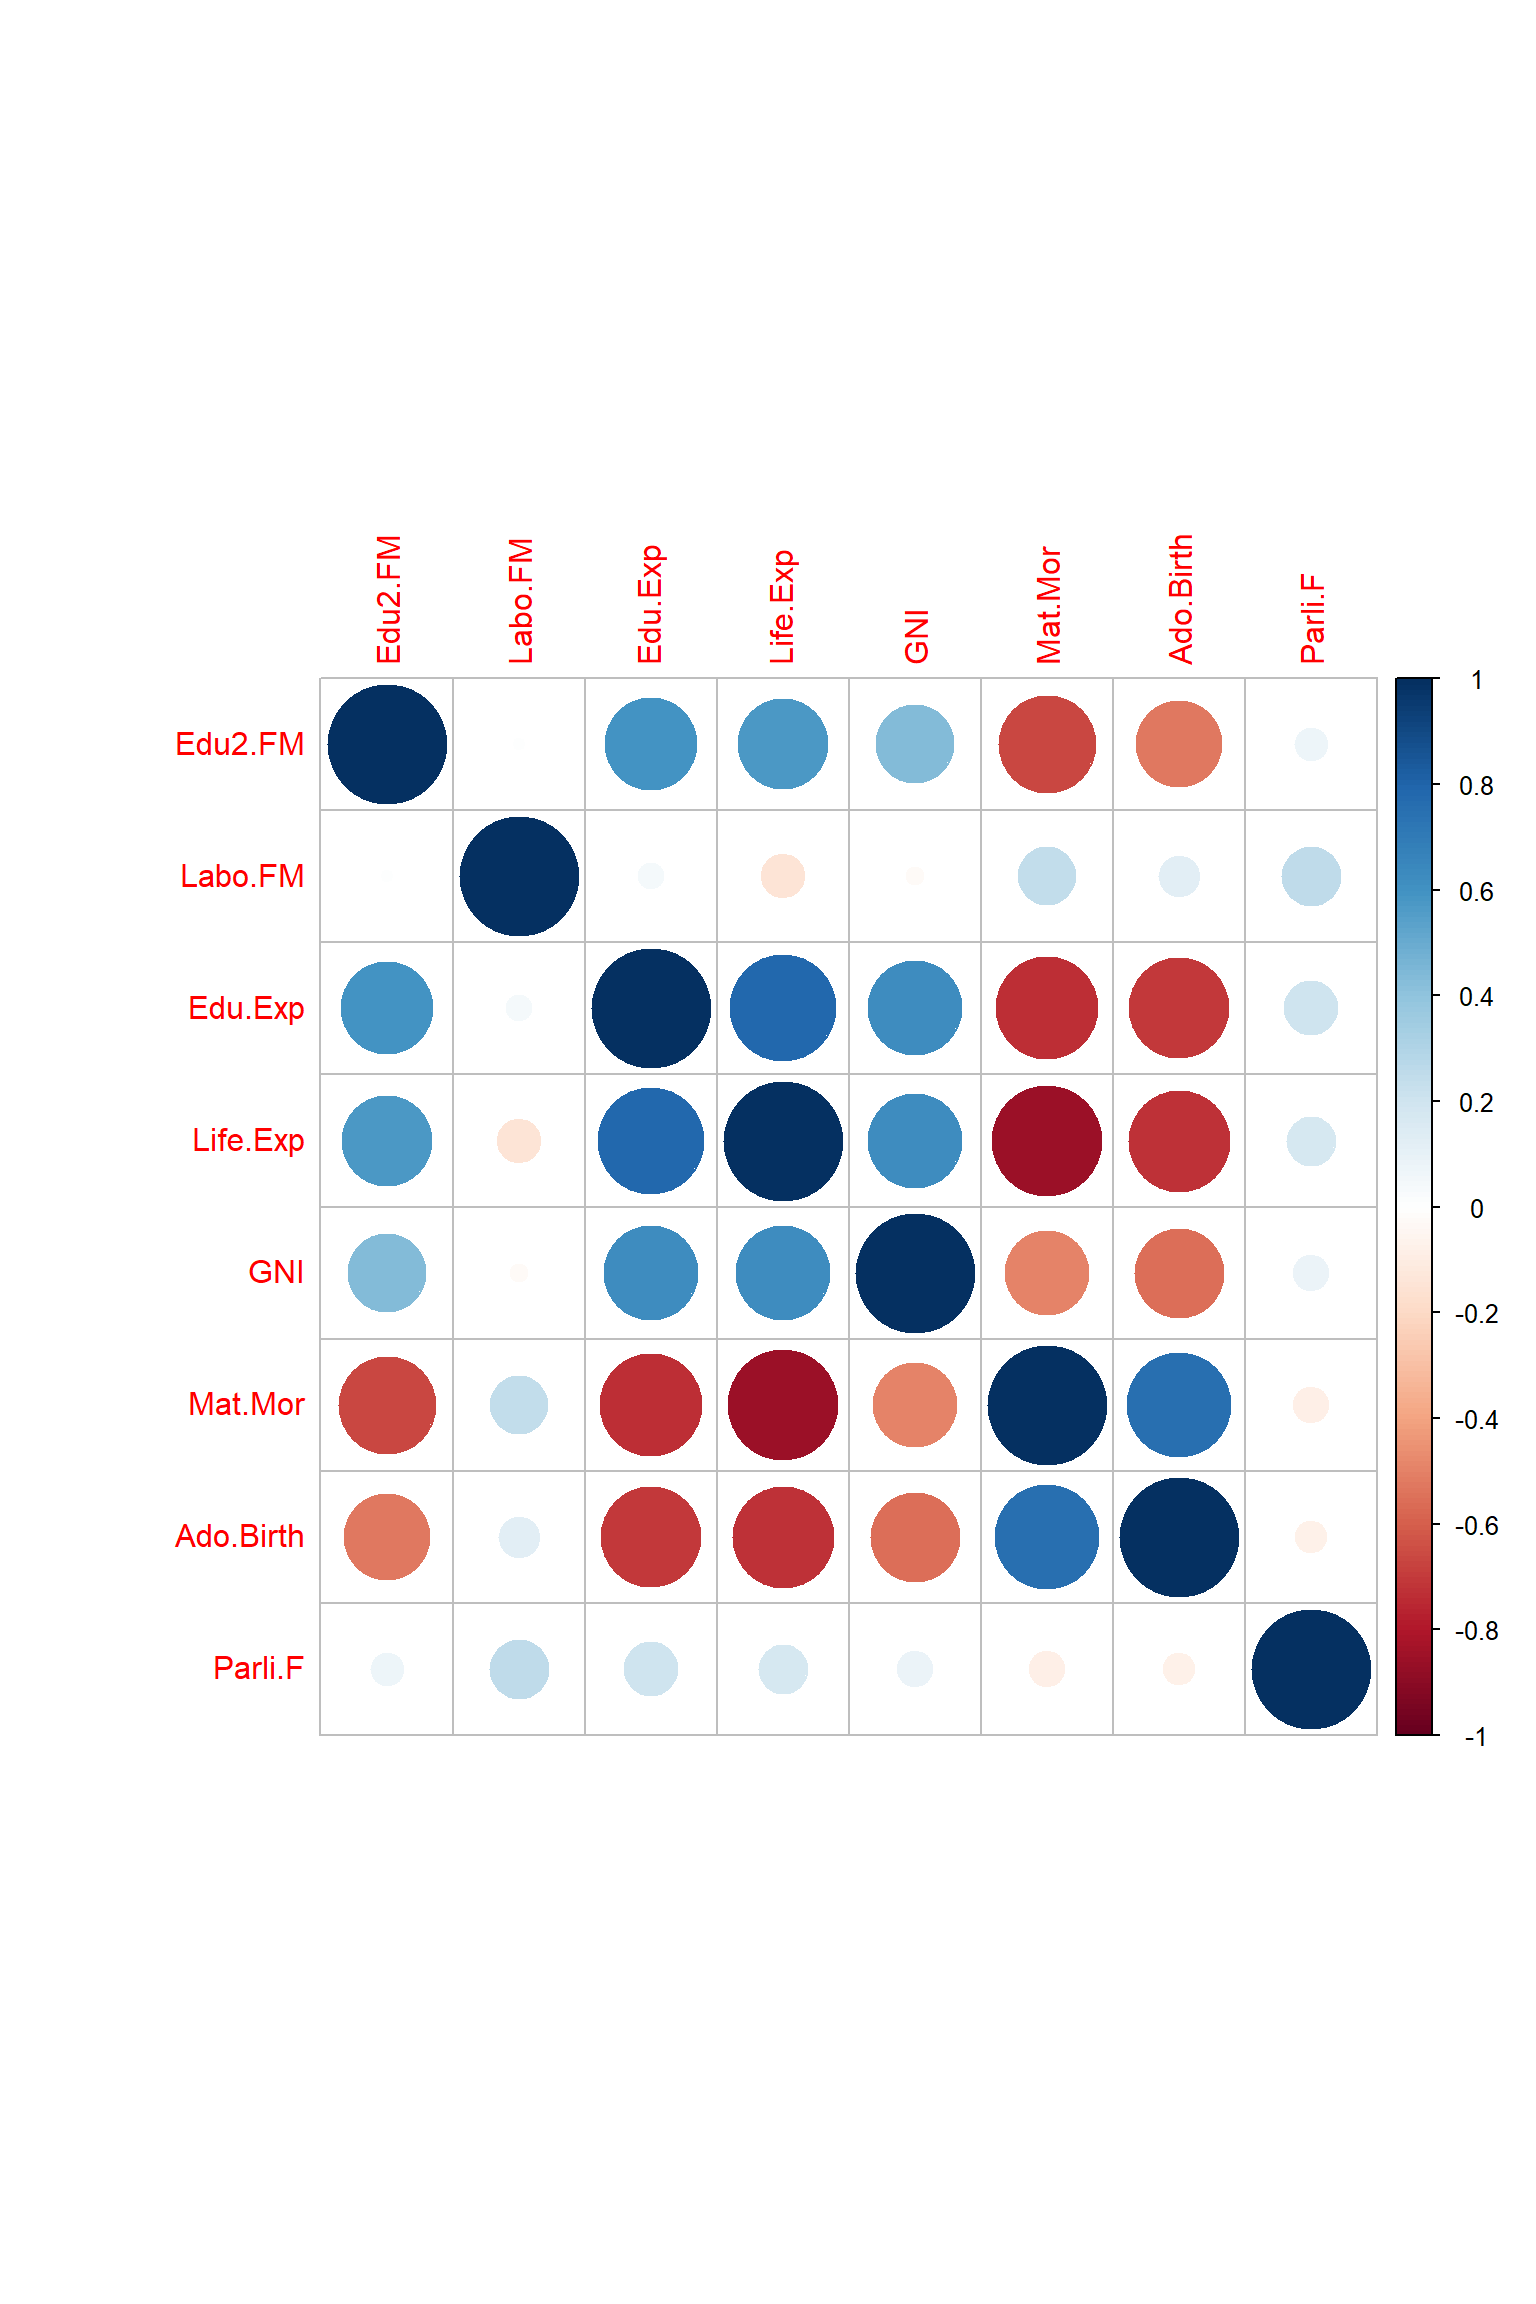 Edu2.FM
Labo.FM
Edu.Exp
Life.Exp
GNI
Mat.Mor
Ado.Birth
Parli.F
Edu2.FM
Labo.FM
Edu.Exp
Life.Exp
GNI
Mat.Mor
Ado.Birth
Parli.F
1
0.8
0.6
0.4
0.2
0
-0.2
-0.4
-0.6
-0.8
-1